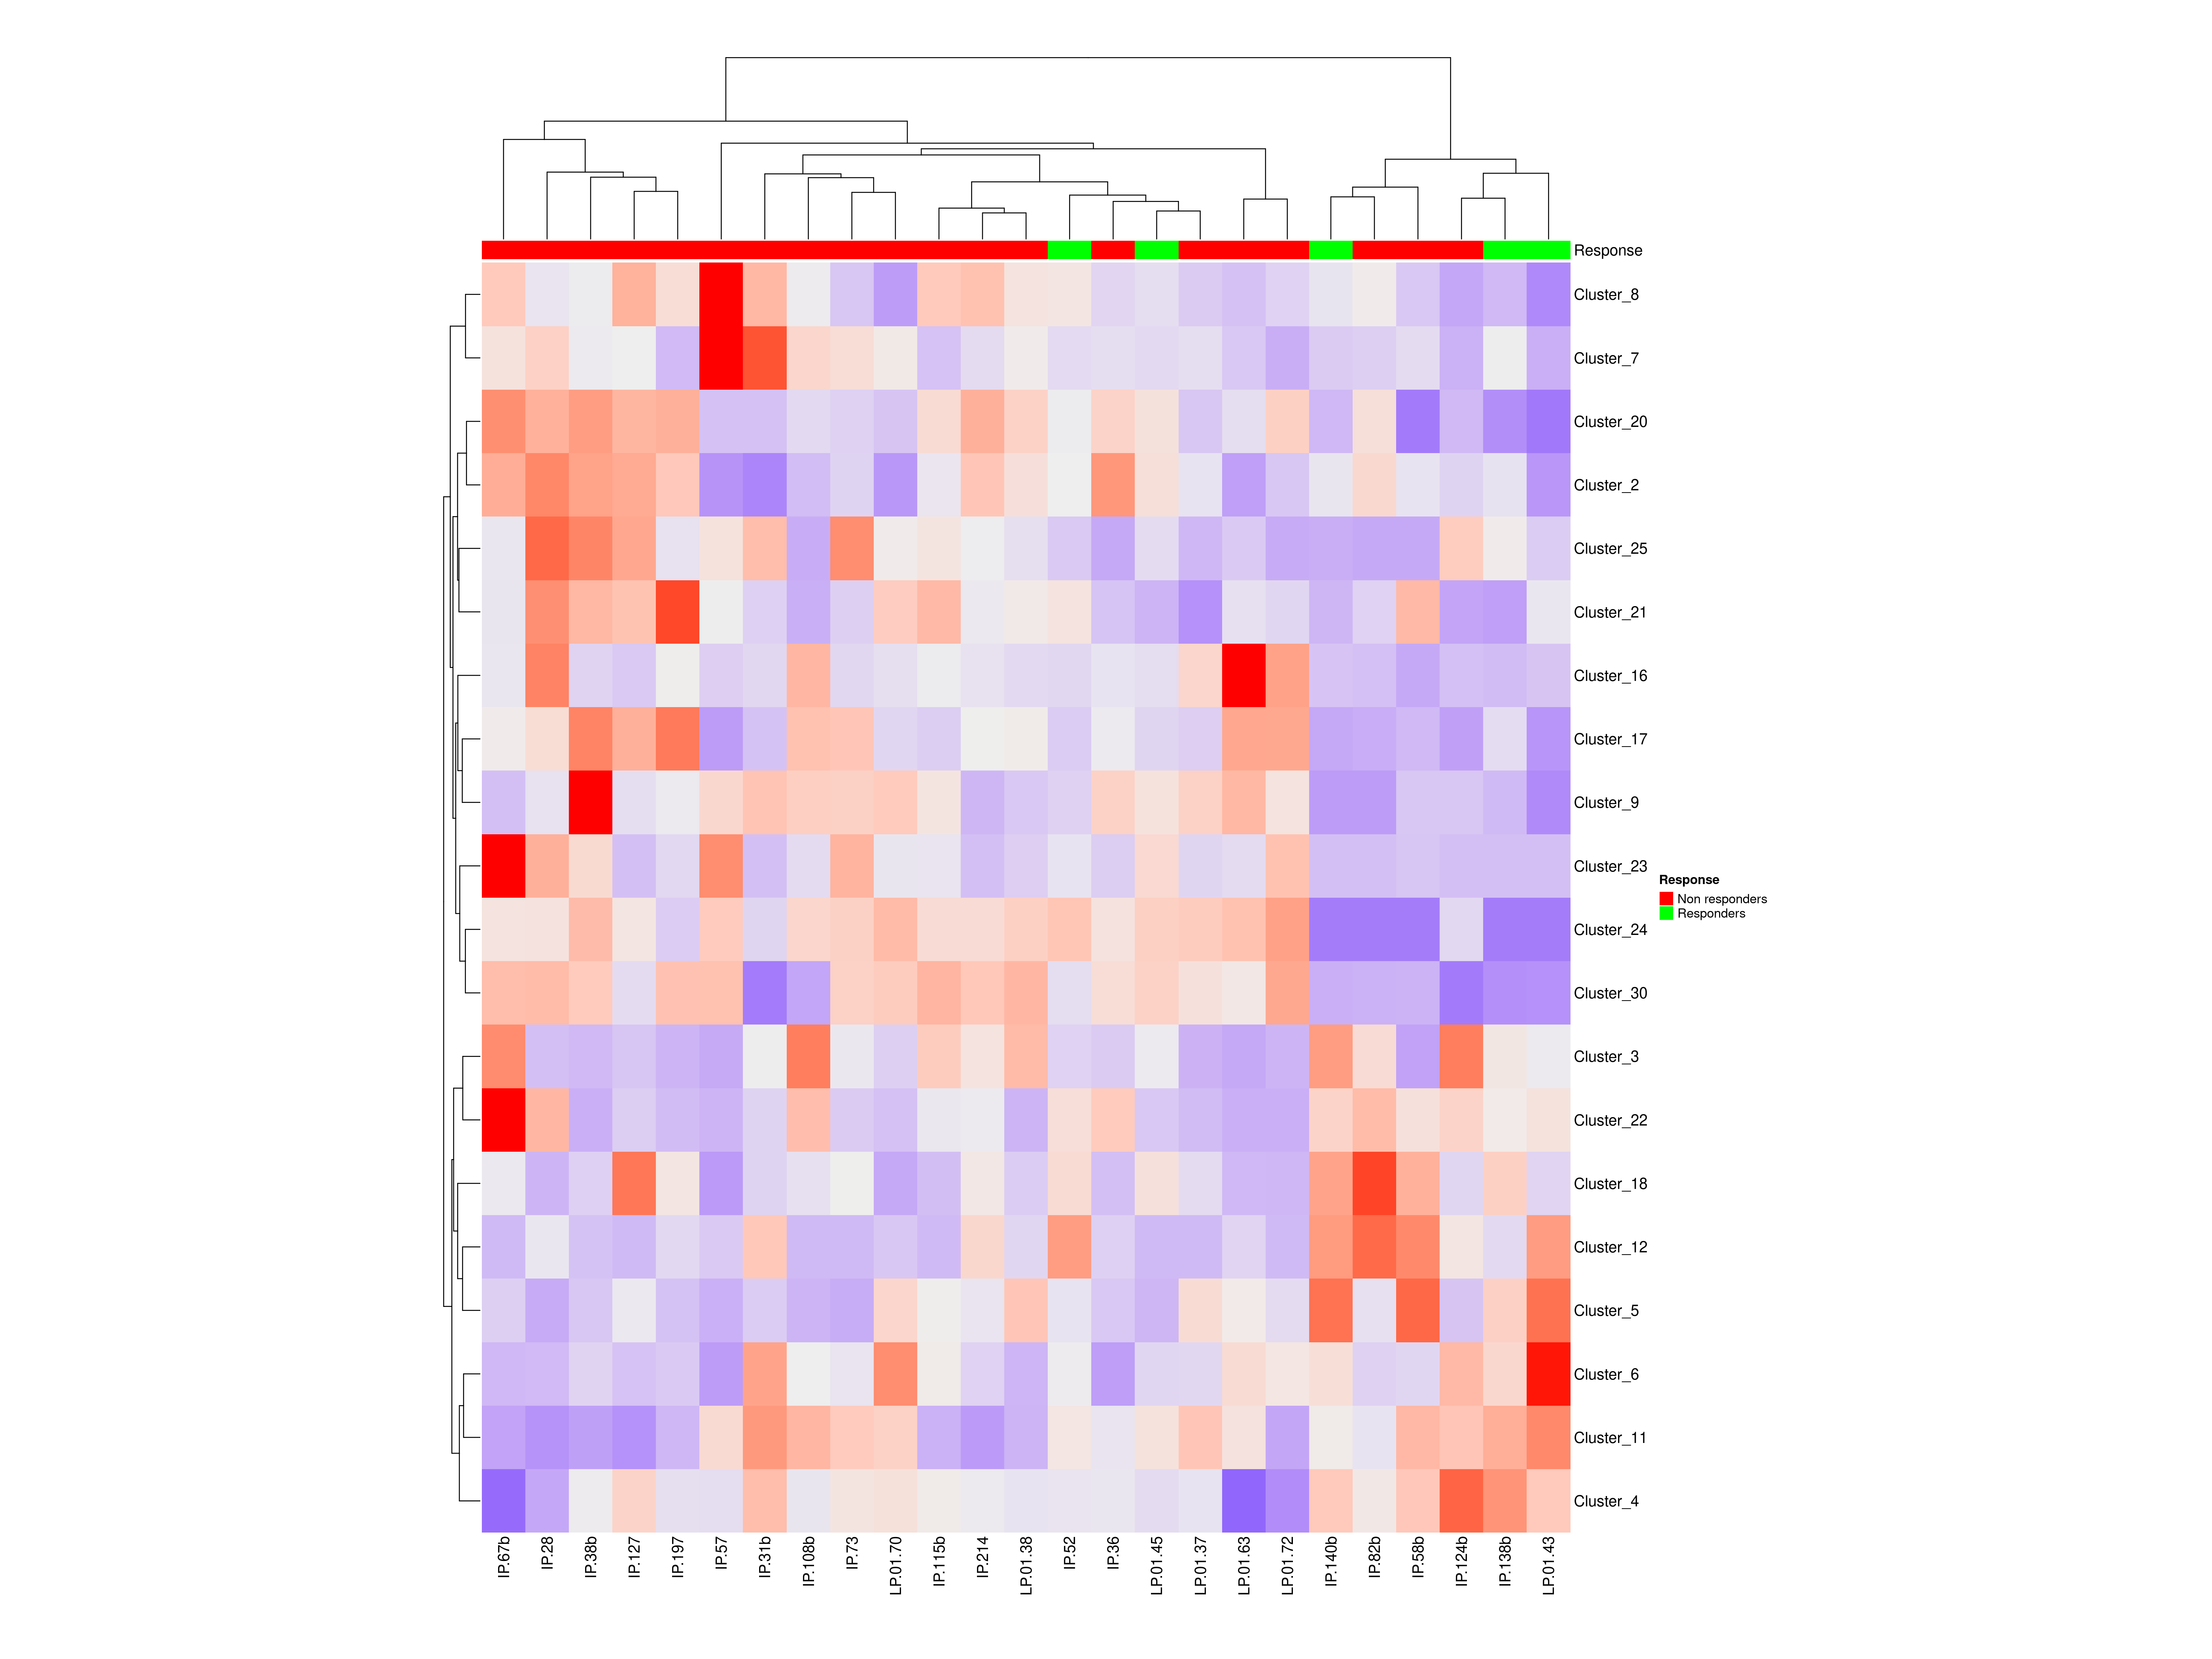 Response
Cluster_8
Cluster_7
Cluster_20
Cluster_2
Cluster_25
Cluster_21
Cluster_16
Cluster_17
Cluster_9
Cluster_23
Cluster_24
Cluster_30
Cluster_3
Cluster_22
Cluster_18
Cluster_12
Cluster_5
Cluster_6
Cluster_11
Cluster_4
Response
Non responders
Responders
IP.67b
IP.28
IP.38b
IP.127
IP.197
IP.57
IP.31b
IP.108b
IP.73
LP.01.70
IP.115b
IP.214
LP.01.38
IP.52
IP.36
LP.01.45
LP.01.37
LP.01.63
LP.01.72
IP.140b
IP.82b
IP.58b
IP.124b
IP.138b
LP.01.43